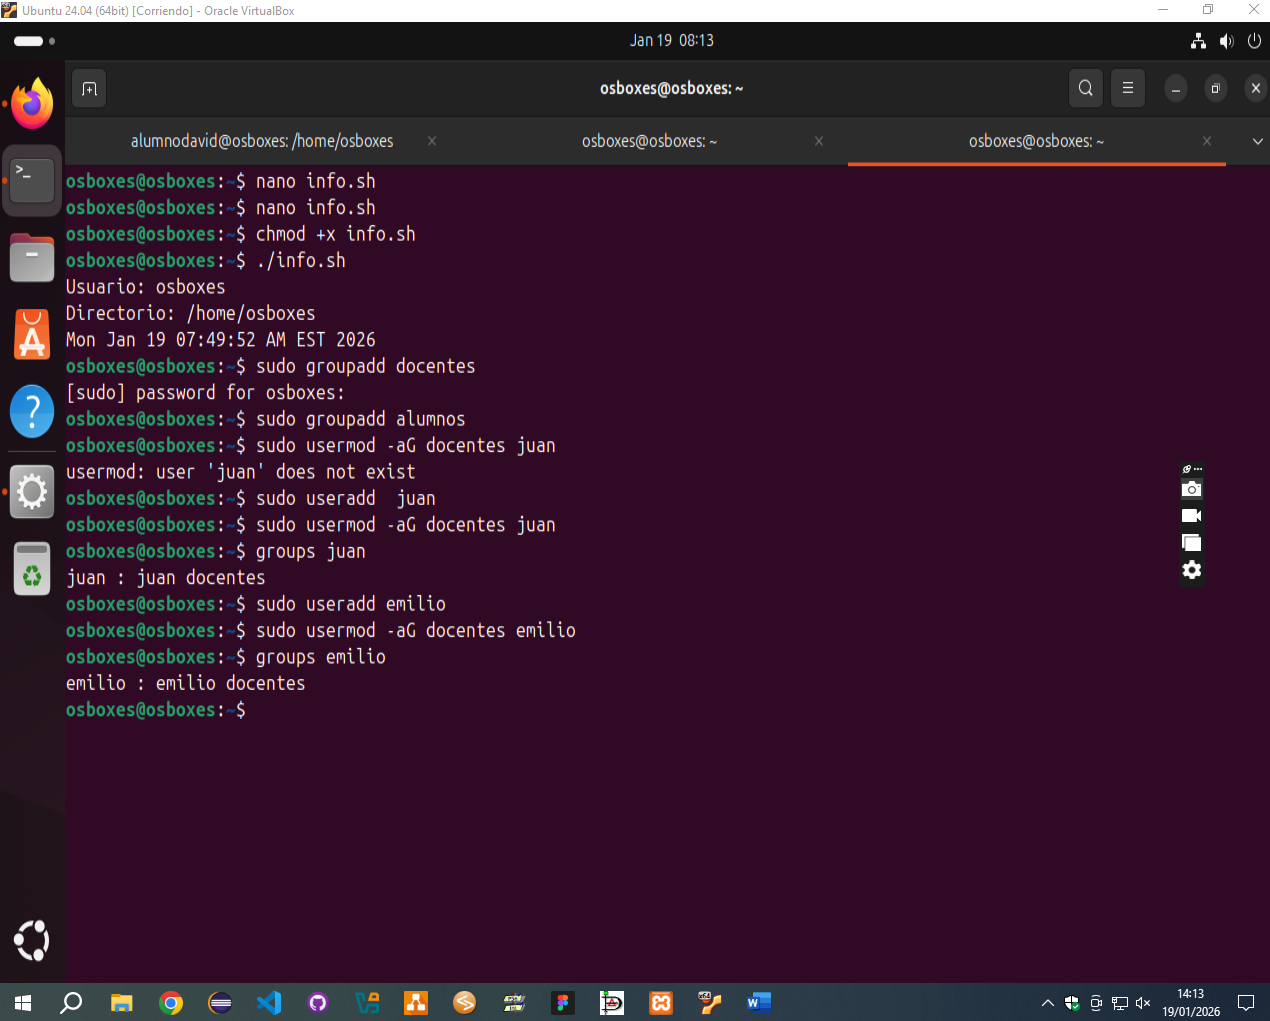 Ubuntu 24.04 (64bit) [Corriendo] - Oracle VirtualBox
Jan 19 08:13
osboxes@osboxes: ~
alumnodavid@osboxes: /home/osboxes
osboxes@osboxes: ~
osboxes@osboxes: ~
osboxes@osboxes:~$ nano info.sh
osboxes@osboxes:~$ nano info.sh
osboxes@osboxes:~$ chmod +x info.sh
osboxes@osboxes:~$ ./info.sh
Usuario: osboxes
Directorio: /home/osboxes
Mon Jan 19 07:49:52 AM EST 2026
osboxes@osboxes:~$ sudo groupadd docentes
[sudo] password for osboxes:
osboxes@osboxes:~$ sudo groupadd alumnos
osboxes@osboxes:~$ sudo usermod -aG docentes juan
usermod: user 'juan' does not exist
osboxes@osboxes:~$ sudo useradd  juan
osboxes@osboxes:~$ sudo usermod -aG docentes juan
osboxes@osboxes:~$ groups juan
juan : juan docentes
osboxes@osboxes:~$ sudo useradd emilio
osboxes@osboxes:~$ sudo usermod -aG docentes emilio
osboxes@osboxes:~$ groups emilio
emilio : emilio docentes
osboxes@osboxes:~$
14:13
19/01/2026